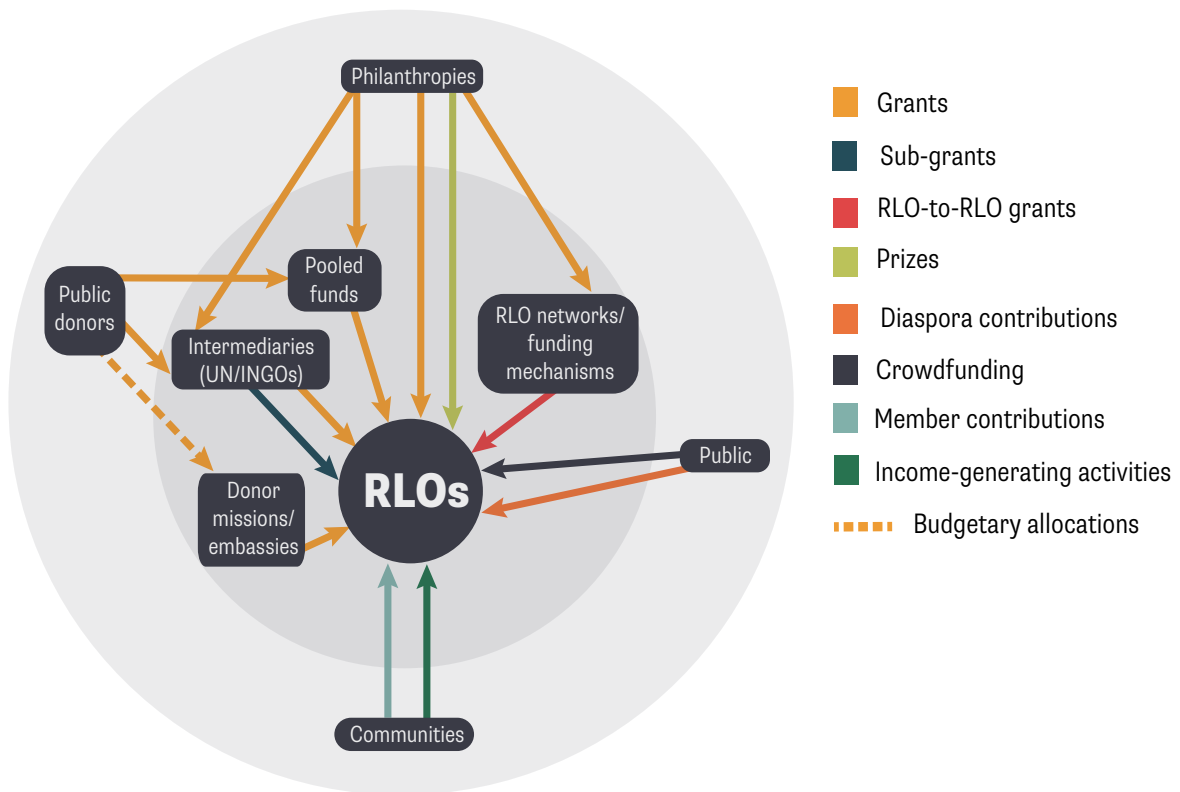 Philanthropies
Pooled
funds
Public
donors
Intermediaries
(UN/INGOs)
RLO networks/
funding
mechanisms
RLOs
Public
Donor
missions/
embassies
Communities
Grants
Sub-grants
RLO-to-RLO grants
Prizes
Diaspora contributions
Crowdfunding
Member contributions
Income-generating activities
Budgetary allocations